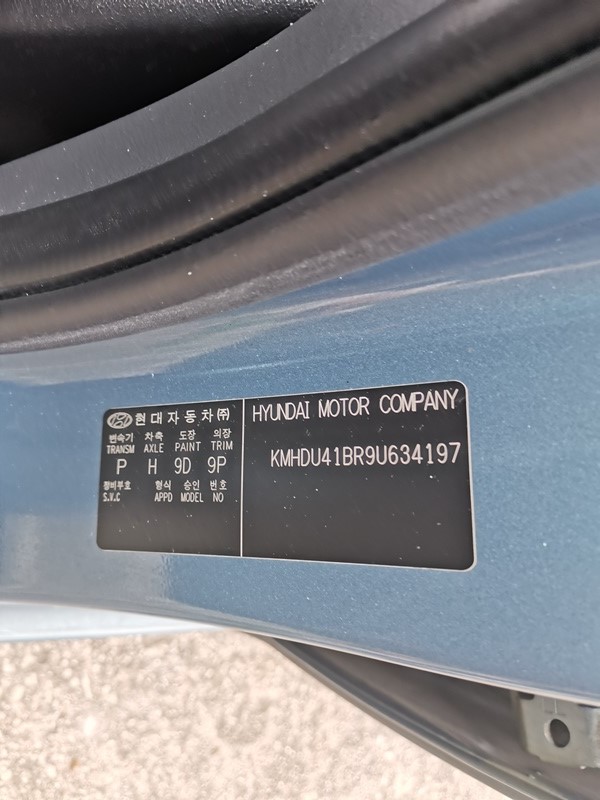 현대자동차㈜
변속기 차축 도장 의장
TRANSM AXLE PAINT TRIM
P H 9D 9P
정비부호 형식 승인 번호
S.V.C APPD MODEL NO
HYUNDAI MOTOR COMPANY
KMHDU41BR9U634197